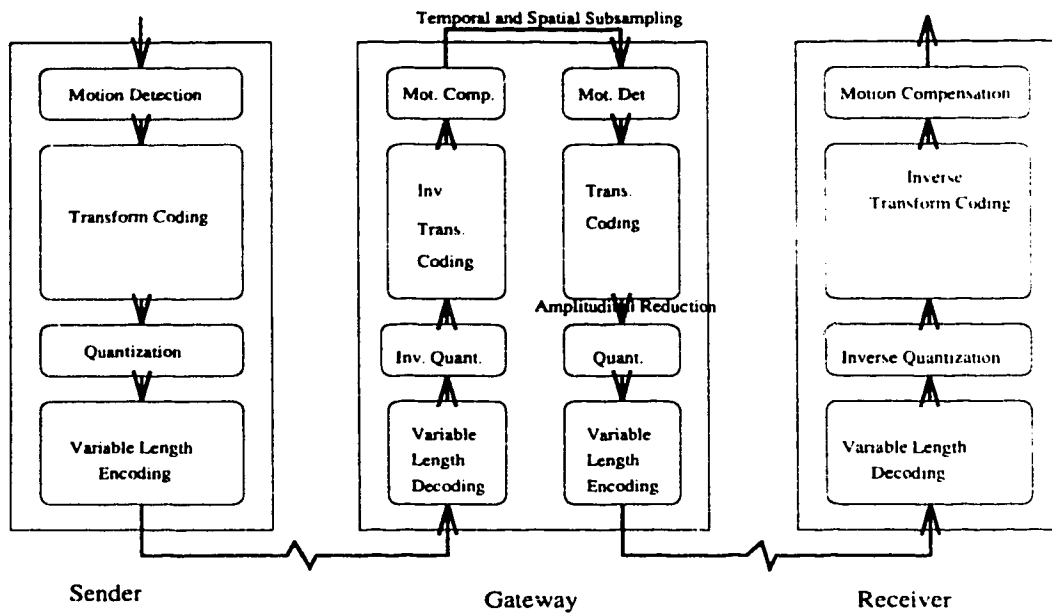 Temporal and Spatial Subsampling
Motion Detection
Transform Coding
Quantization
Variable Length
Encoding
Mot. Comp.
Inv
Trans.
Coding
Inv. Quant.
Variable
Length
Decoding
Mot. Det
Trans.
Coding
Amplitudinal Reduction
Quant.
Variable
Length
Encoding
Motion Compensation
Inverse
Transform Coding
Inverse Quantization
Variable Length
Decoding
Sender
Gateway
Receiver